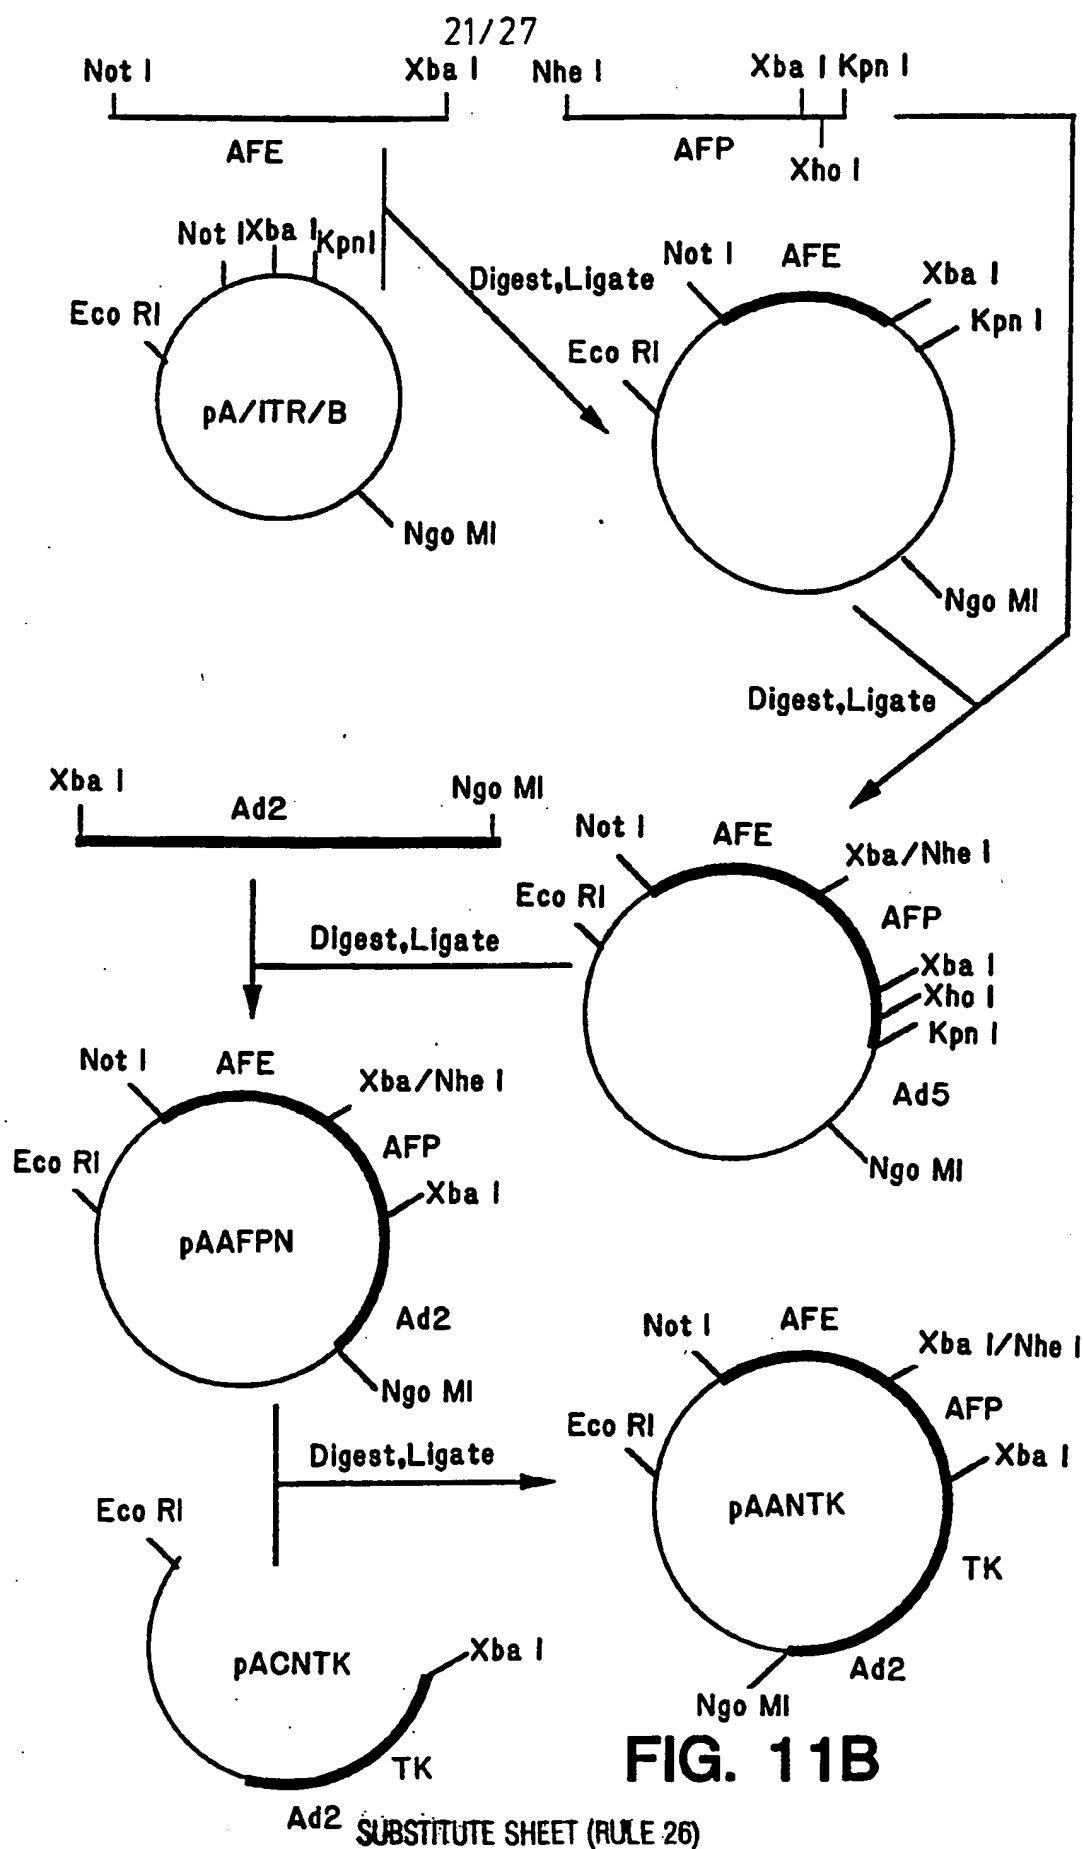 21/27
Not I
Xba I
Nhe I
Xba I Kpn I
AFE
AFP
Xho I
Not I Xba I KpnI
Eco RI
pA/ITR/B
Ngo MI
Digest,Ligate
Not I
AFE
Xba I
Kpn I
Eco RI
Ngo MI
Digest,Ligate
Xba I
Ad2
Ngo MI
Not I
AFE
Xba/Nhe I
Eco RI
AFP
Digest,Ligate
Xba I
Xho I
Kpn I
Ad5
Ngo MI
Not I
AFE
Xba/Nhe I
Eco RI
AFP
Xba I
pAAFPN
Ad2
Ngo MI
Digest,Ligate
Not I
AFE
Xba I/Nhe I
AFP
Eco RI
Xba I
pAANTK
TK
Ad2
Ngo MI
Eco RI
pACNTK
Xba I
TK
Ad2
FIG. 11B
SUBSTITUTE SHEET (RULE 26)